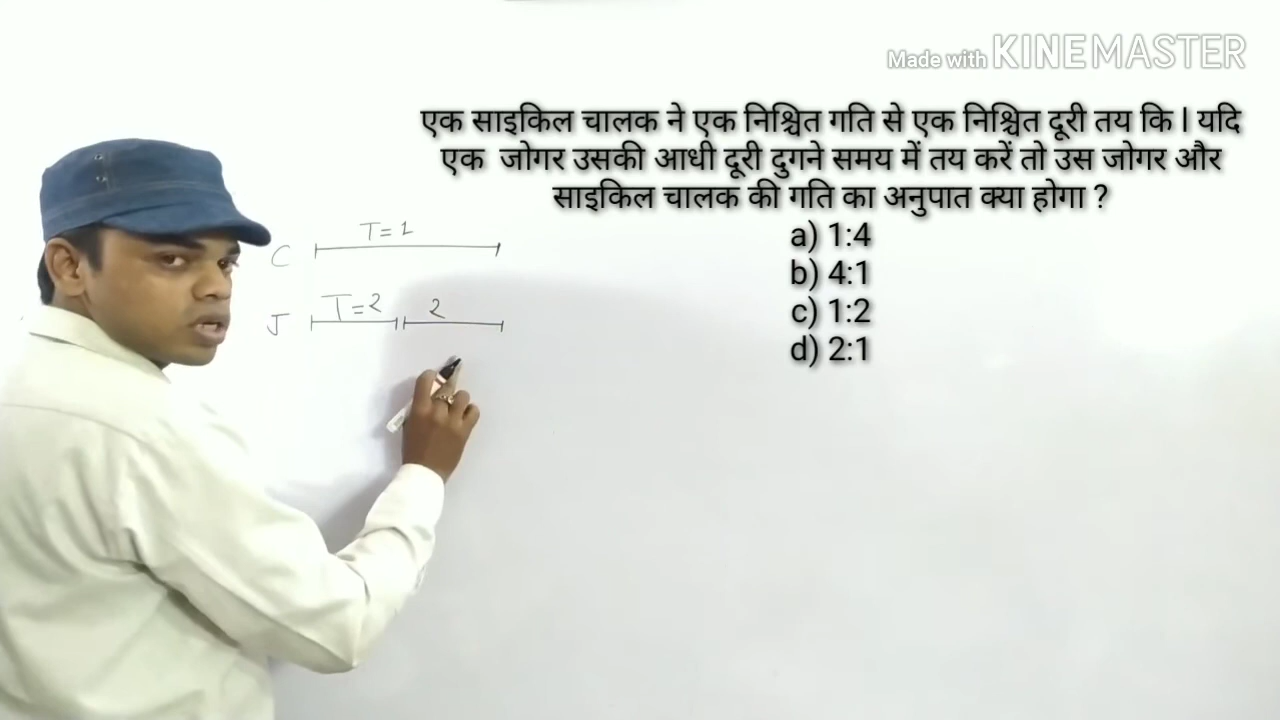 Made with KINEMASTER
एक साइकिल चालक ने एक निश्चित गति से एक निश्चित दूरी तय कि । यदि
एक जोगर उसकी आधी दूरी दुगने समय में तय करें तो उस जोगर और
साइकिल चालक की गति का अनुपात क्या होगा ?
a) 1:4
b) 4:1
c) 1:2
d) 2:1
T=1
C
T=2 2
J